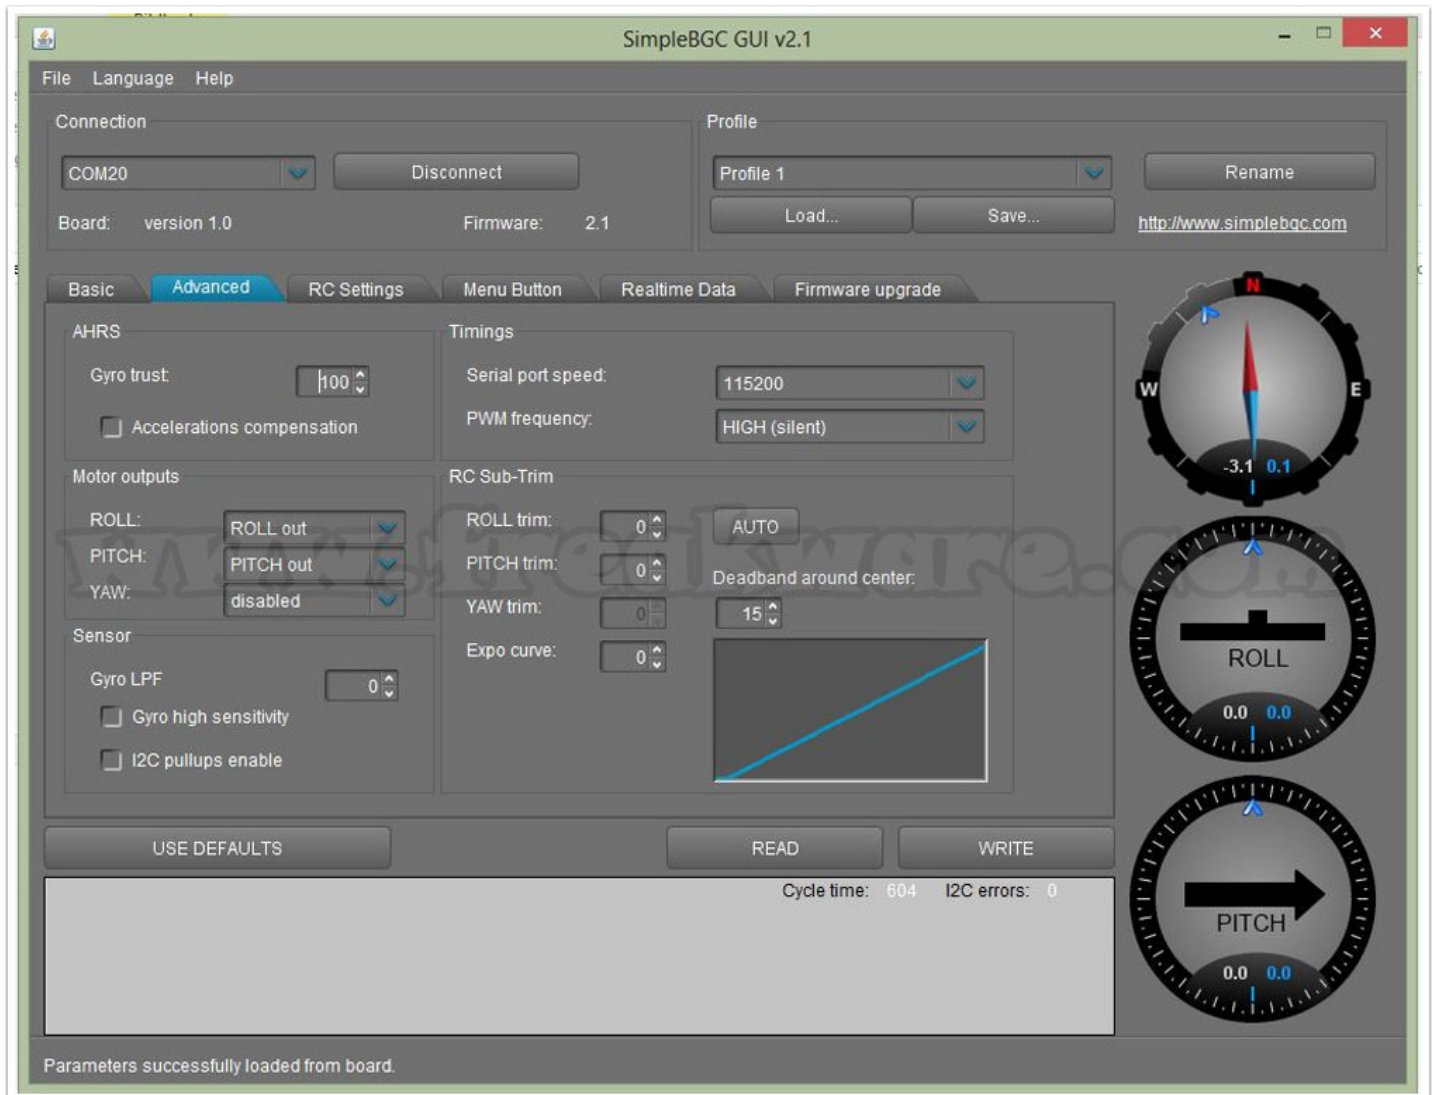 SimpleBGC GUI v2.1
File Language Help
Connection
COM20
Disconnect
Board: version 1.0 Firmware: 2.1
Profile
Profile 1
Rename
Load... Save... http://www.simplebgc.com
Basic Advanced RC Settings Menu Button Realtime Data Firmware upgrade
AHRS
Gyro trust: 100
Accelerations compensation
Timings
Serial port speed: 115200
PWM frequency: HIGH (silent)
Motor outputs
ROLL: ROLL out
PITCH: PITCH out
YAW: disabled
RC Sub-Trim
ROLL trim: 0 AUTO
PITCH trim: 0 Deadband around center:
YAW trim: 0 15
Expo curve: 0
Sensor
Gyro LPF 0
Gyro high sensitivity
I2C pullups enable
www.freakware.com
N
W E
-3.1 0.1
ROLL
0.0 0.0
PITCH
0.0 0.0
USE DEFAULTS READ WRITE
Cycle time: 604 I2C errors: 0
Parameters successfully loaded from board.